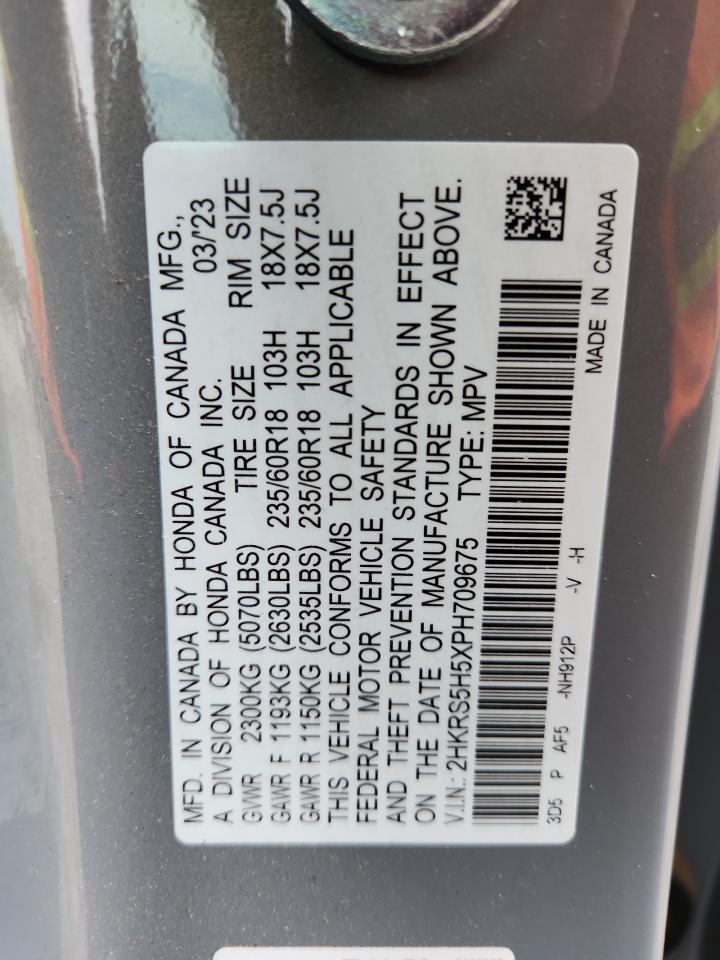 MFD. IN CANADA BY HONDA OF CANADA MFG.,
A DIVISION OF HONDA CANADA INC. 03/'23
GVWR 2300KG (5070LBS) TIRE SIZE RIM SIZE
GAWR F 1193KG (2630LBS) 235/60R18 103H 18X7.5J
GAWR R 1150KG (2535LBS) 235/60R18 103H 18X7.5J
THIS VEHICLE CONFORMS TO ALL APPLICABLE
FEDERAL MOTOR VEHICLE SAFETY
AND THEFT PREVENTION STANDARDS IN EFFECT
ON THE DATE OF MANUFACTURE SHOWN ABOVE.
V.I.N.: 2HKRS5H5XPH709675 TYPE: MPV
3D5 P AF5 -NH912P -V -H MADE IN CANADA